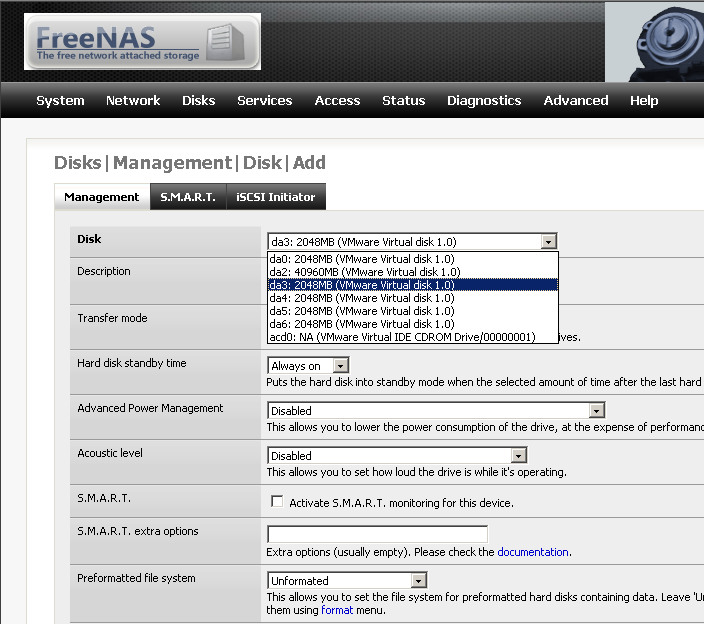 FreeNAS
The free network attached storage
System Network Disks Services Access Status Diagnostics Advanced Help
Disks|Management|Disk|Add
Management S.M.A.R.T. iSCSI Initiator
Disk
da3: 2048MB (VMware Virtual disk 1.0)
da0: 2048MB (VMware Virtual disk 1.0)
da2: 40960MB (VMware Virtual disk 1.0)
da3: 2048MB (VMware Virtual disk 1.0)
da4: 2048MB (VMware Virtual disk 1.0)
da5: 2048MB (VMware Virtual disk 1.0)
da6: 2048MB (VMware Virtual disk 1.0)
acd0: NA (VMware Virtual IDE CDROM Drive/00000001)
Description
Transfer mode
ives.
Hard disk standby time
Always on
Puts the hard disk into standby mode when the selected amount of time after the last hard
Advanced Power Management
Disabled
This allows you to lower the power consumption of the drive, at the expense of performanc
Acoustic level
Disabled
This allows you to set how loud the drive is while it's operating.
S.M.A.R.T.
Activate S.M.A.R.T. monitoring for this device.
S.M.A.R.T. extra options
Extra options (usually empty). Please check the documentation.
Preformatted file system
Unformated
This allows you to set the file system for preformatted hard disks containing data. Leave 'Ur
them using format menu.